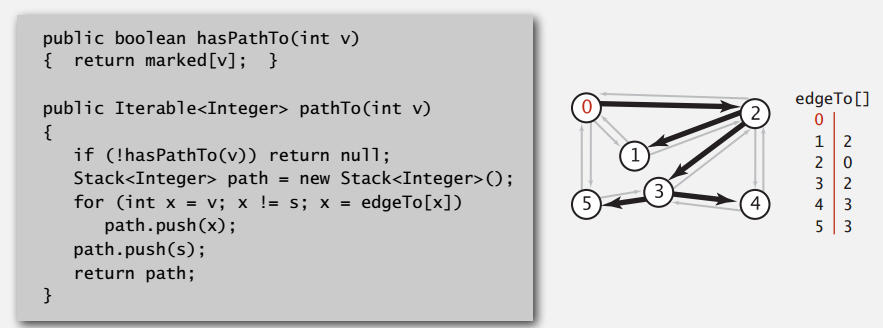 public boolean hasPathTo(int v)
{  return marked[v];  }
public Iterable<Integer> pathTo(int v)
{
   if (!hasPathTo(v)) return null;
   Stack<Integer> path = new Stack<Integer>();
   for (int x = v; x != s; x = edgeTo[x])
      path.push(x);
   path.push(s);
   return path;
}
0
2
1
3
5
4
edgeTo[]
0
1 2
2 0
3 2
4 3
5 3